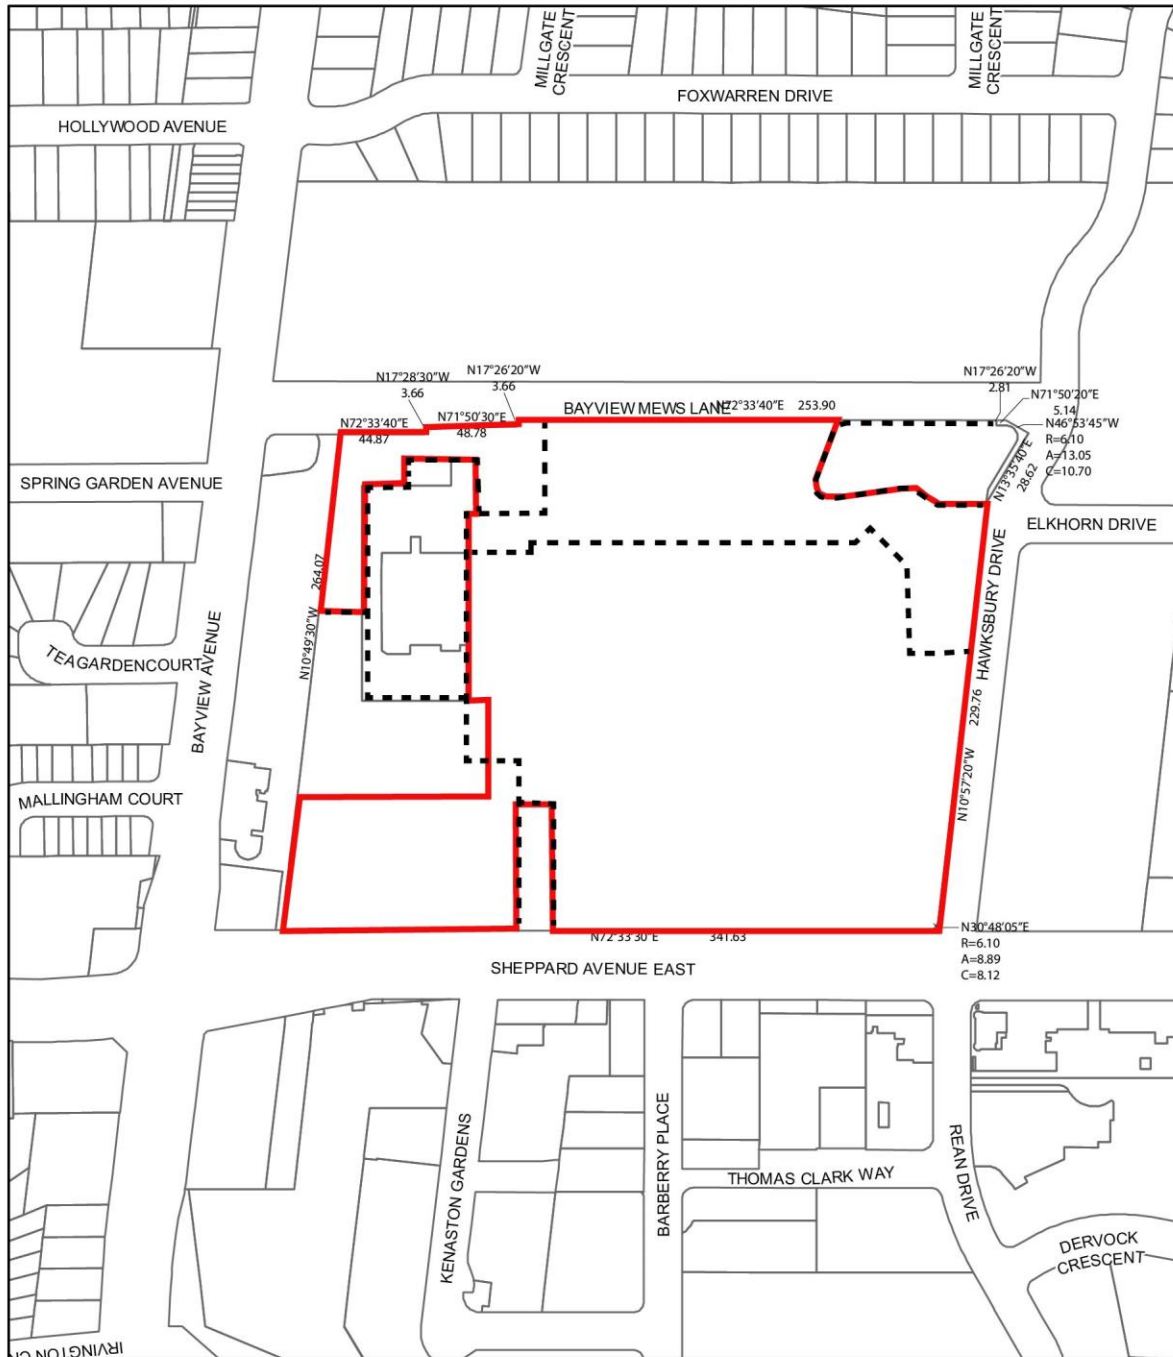 MILLGATE
CRESCENT
MILLGATE
CRESCENT
FOXWARREN DRIVE
HOLLYWOOD AVENUE
N17°28'30"W
3.66
N17°26'20"W
3.66
N17°26'20"W
2.81
N71°50'20"E
5.14
N72°33'40"E
44.87
N71°50'30"E
48.78
BAYVIEW MEWS LANE
N72°33'40"E 253.90
N46°53'45"W
R=6.10
A=13.05
C=10.70
N13°35'40"E
28.62
SPRING GARDEN AVENUE
ELKHORN DRIVE
264.07
N10°49'30"W
HAWKSBURY DRIVE
TEAGARDENCOURT
BAYVIEW AVENUE
229.76
N10°57'20"W
MALLINGHAM COURT
N72°33'30"E 341.63
N30°48'05"E
R=6.10
A=8.89
C=8.12
SHEPPARD AVENUE EAST
KENASTON GARDENS
BARBERRY PLACE
THOMAS CLARK WAY
REAN DRIVE
DERVOCK
CRESCENT
IRVINGTON CR